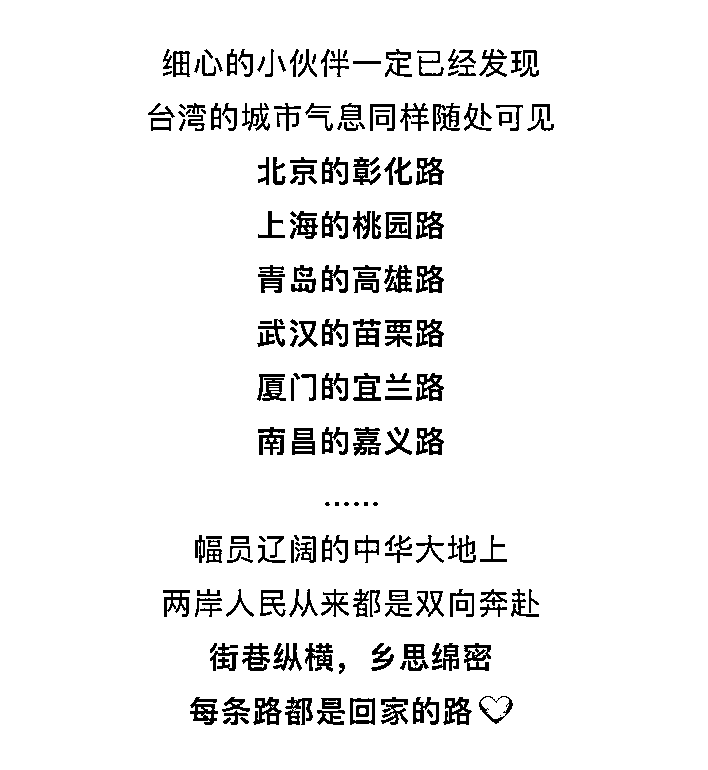 细心的小伙伴一定已经发现
台湾的城市气息同样随处可见
北京的彰化路
上海的桃园路
青岛的高雄路
武汉的苗栗路
厦门的宜兰路
南昌的嘉义路
……
幅员辽阔的中华大地上
两岸人民从来都是双向奔赴
街巷纵横，乡思绵密
每条路都是回家的路♡